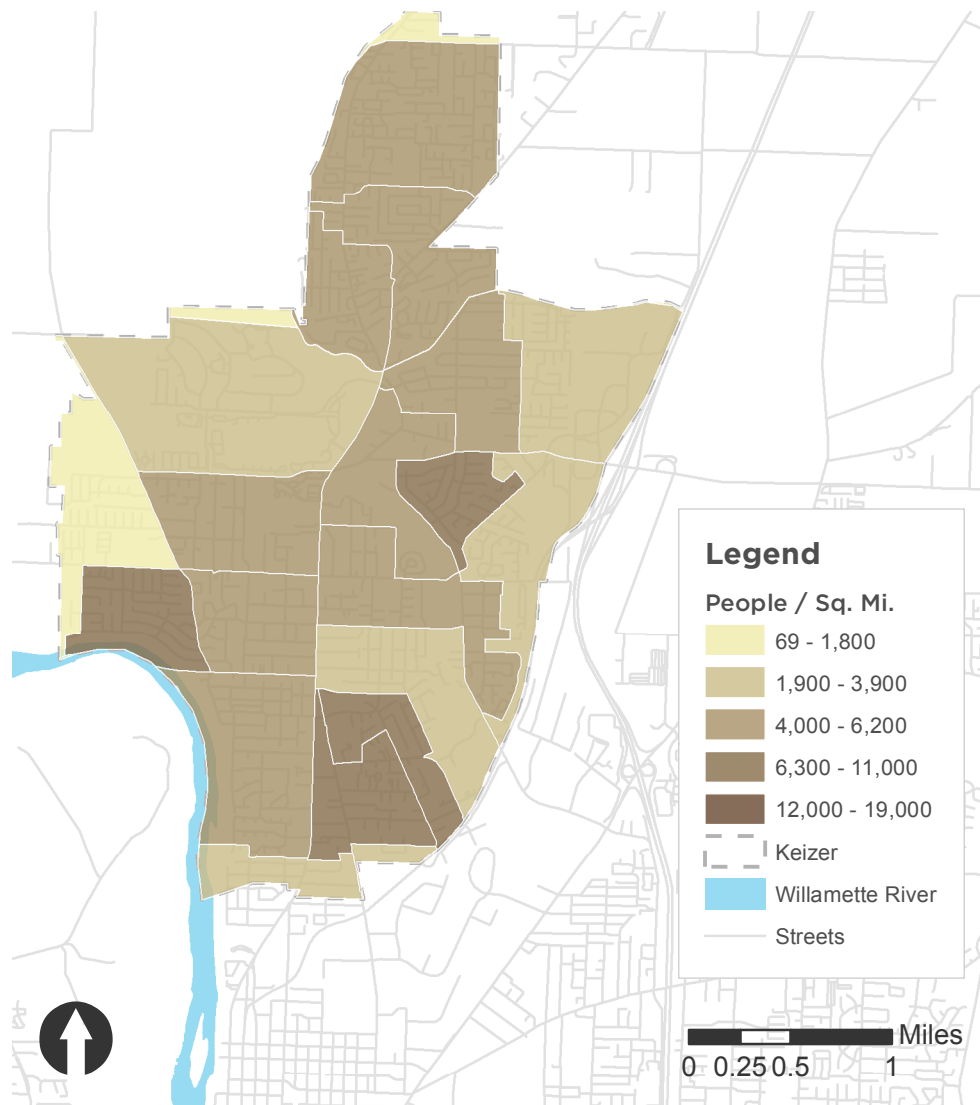 Legend
People / Sq. Mi.
69 - 1,800
1,900 - 3,900
4,000 - 6,200
6,300 - 11,000
12,000 - 19,000
Keizer
Willamette River
Streets
Miles
0 0.25 0.5 1